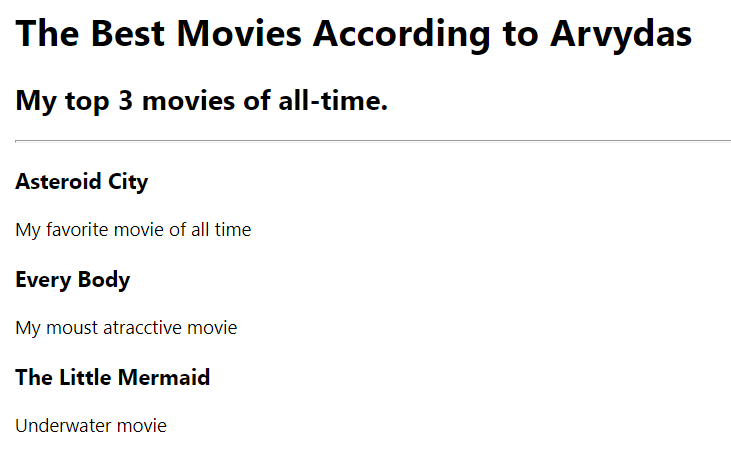 The Best Movies According to Arvydas
My top 3 movies of all-time.
Asteroid City
My favorite movie of all time
Every Body
My moust atracctive movie
The Little Mermaid
Underwater movie